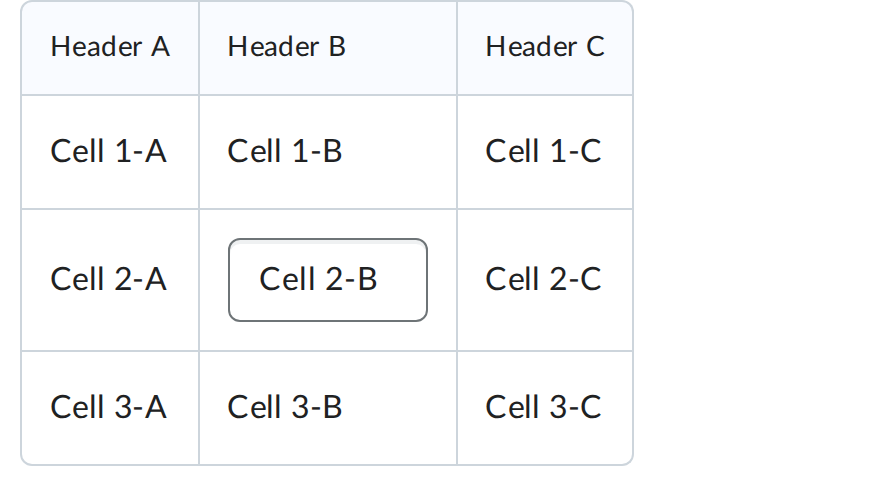 Header A Header B Header C
Cell 1-A Cell 1-B Cell 1-C
Cell 2-A Cell 2-B Cell 2-C
Cell 3-A Cell 3-B Cell 3-C